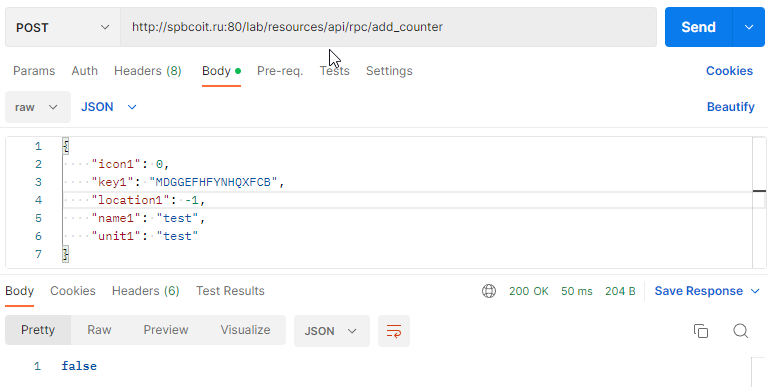 POST http://spbcoit.ru:80/lab/resources/api/rpc/add_counter Send
Params Auth Headers (8) Body Pre-req. Tests Settings Cookies
raw JSON Beautify
1 {
2 "icon1": 0,
3 "key1": "MDGGEFHFYNHQXFCB",
4 "location1": -1,
5 "name1": "test",
6 "unit1": "test"
7 }
Body Cookies Headers (6) Test Results 200 OK 50 ms 204 B Save Response
Pretty Raw Preview Visualize JSON
1 false